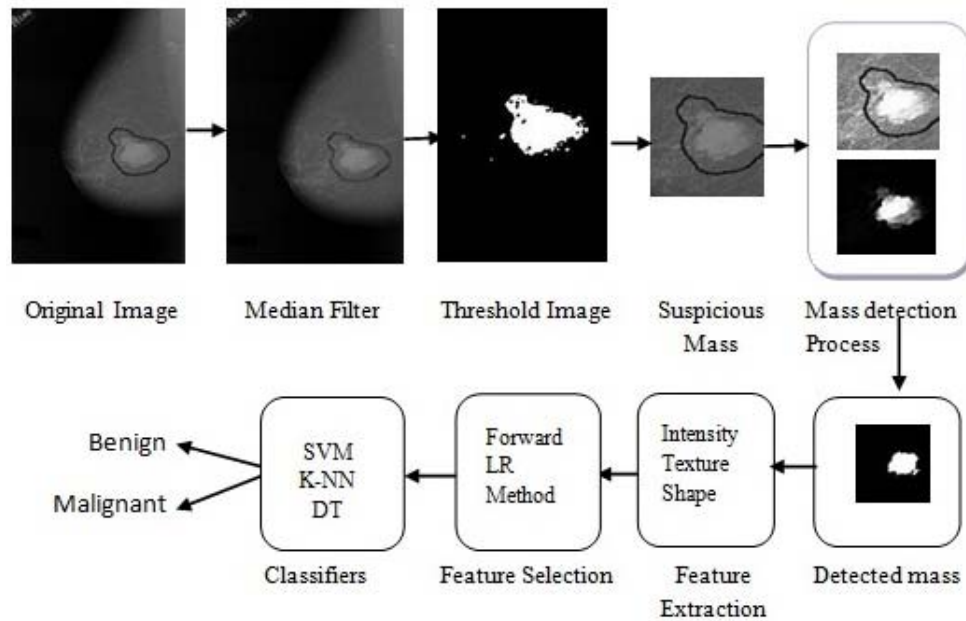 Original Image
Median Filter
Threshold Image
Suspicious
Mass
Mass detection
Process
Benign
Malignant
SVM
K-NN
DT
Classifiers
Forward
LR
Method
Feature Selection
Intensity
Texture
Shape
Feature
Extraction
Detected mass